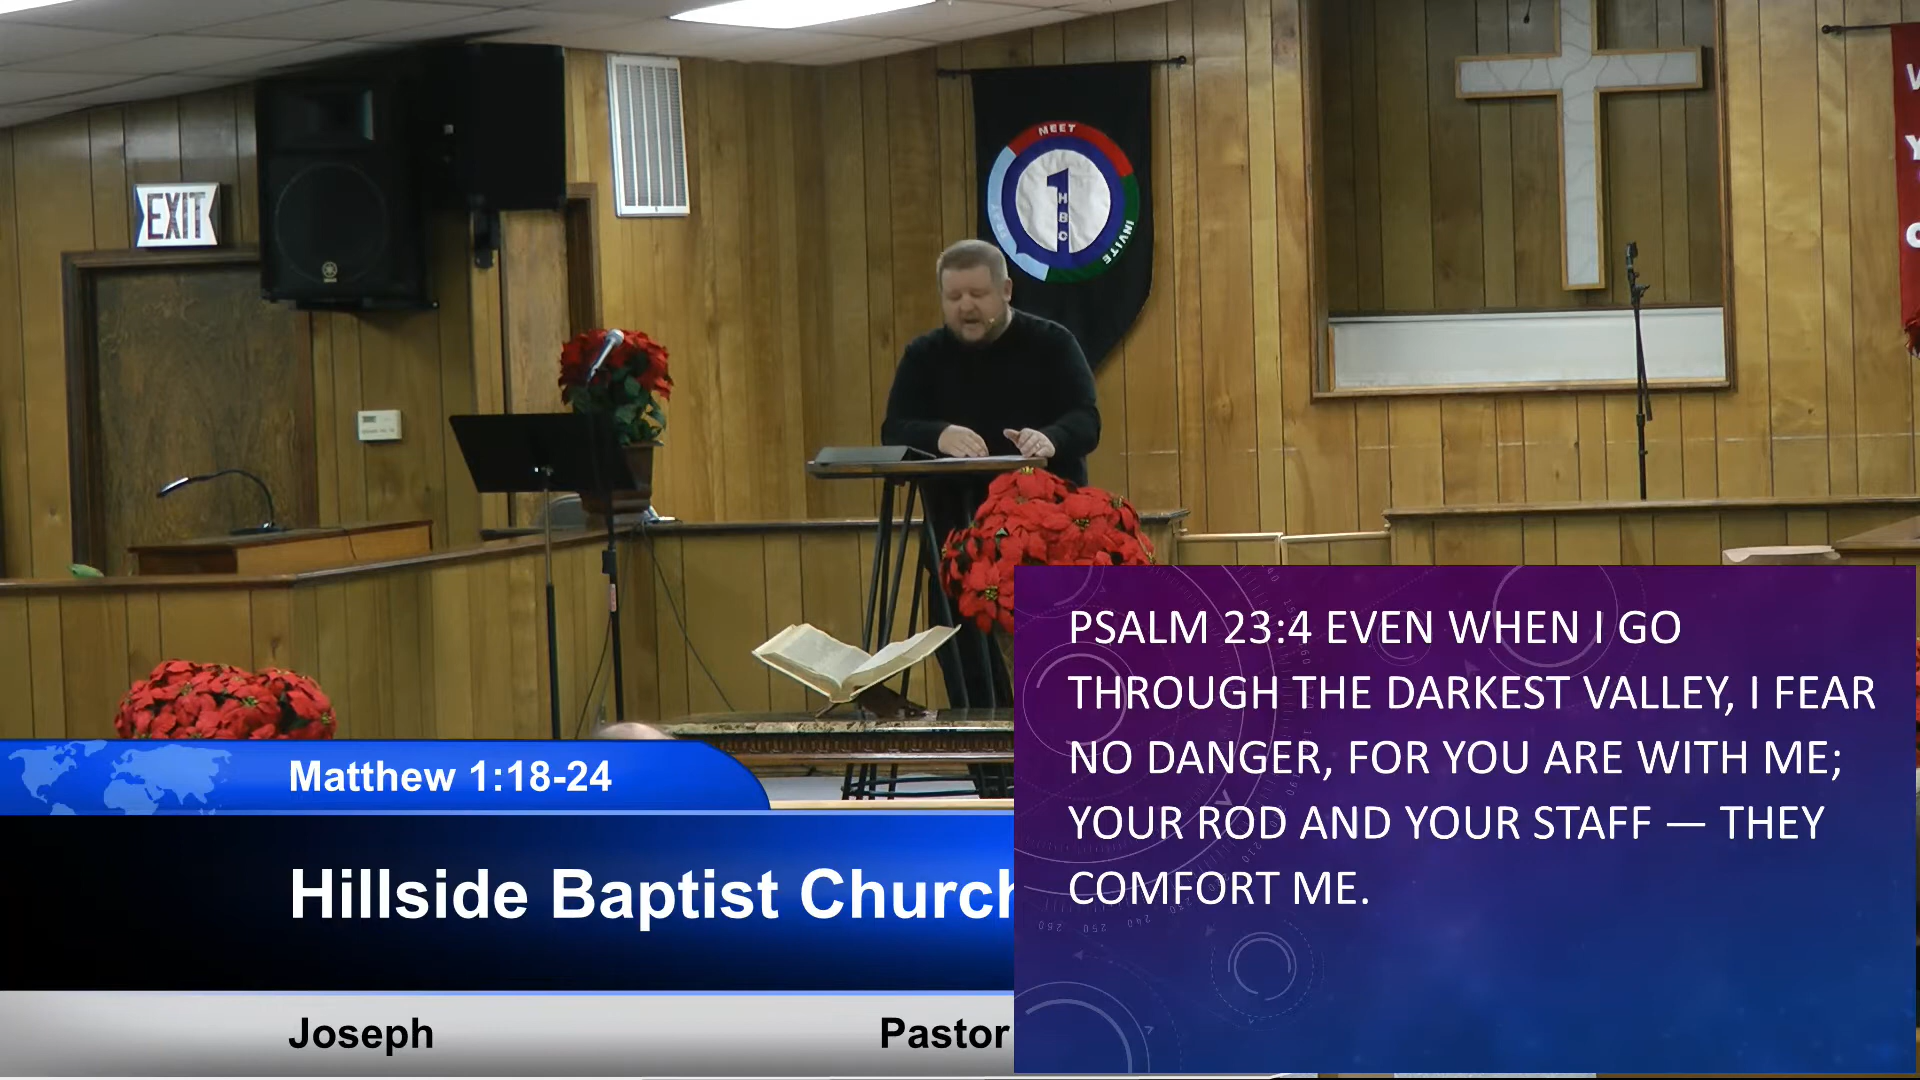 EXIT
MEET
INVITE
1
HBC
Matthew 1:18-24
Hillside Baptist Church
Joseph
Pastor
PSALM 23:4 EVEN WHEN I GO
THROUGH THE DARKEST VALLEY, I FEAR
NO DANGER, FOR YOU ARE WITH ME;
YOUR ROD AND YOUR STAFF — THEY
COMFORT ME.